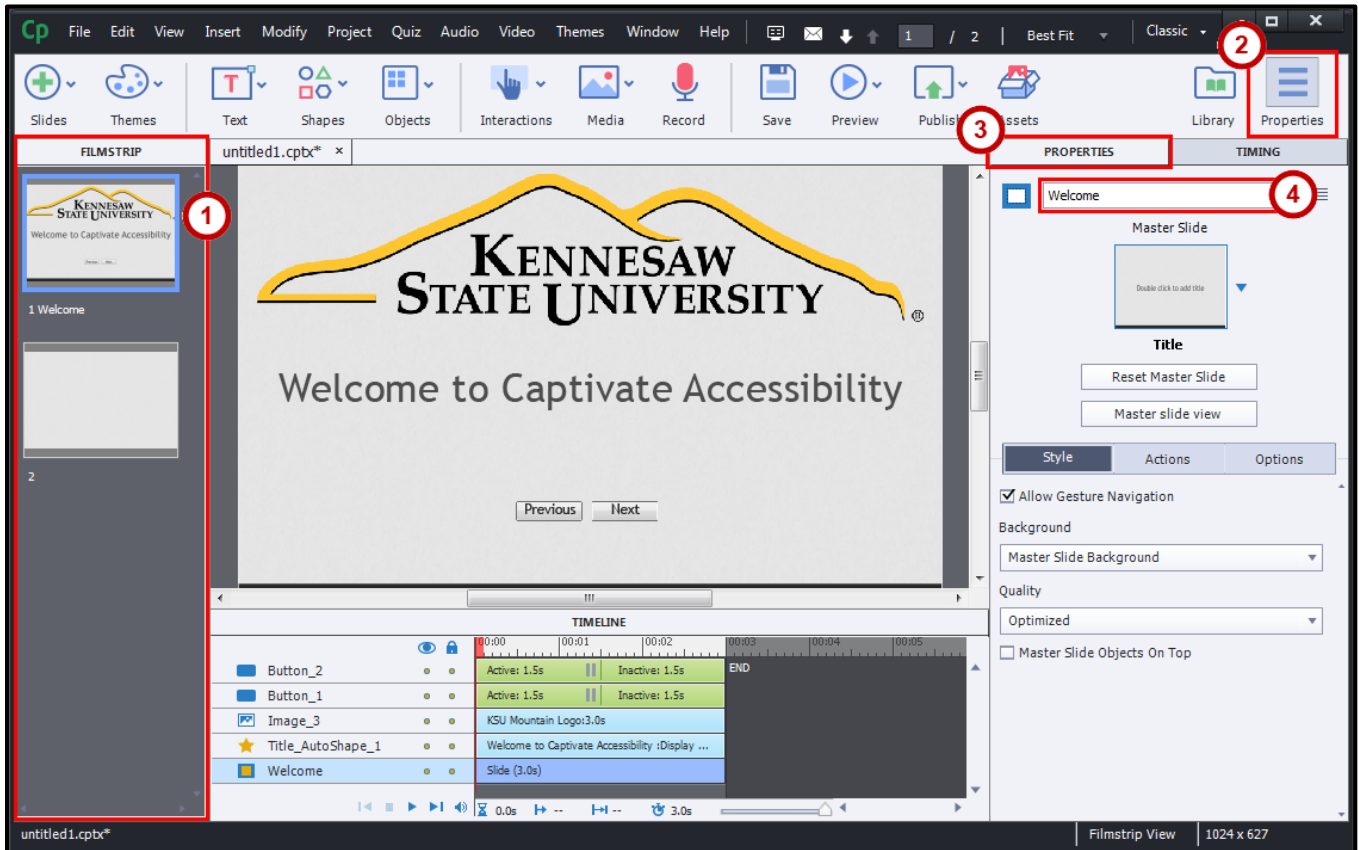 Cp File Edit View Insert Modify Project Quiz Audio Video Themes Window Help 1 / 2 Best Fit Classic
2
Slides Themes Text Shapes Objects Interactions Media Record Save Preview Publish Assets Library Properties
3
FILMSTRIP
untitled1.cptx* ×
PROPERTIES TIMING
1
KENNESAW
STATE UNIVERSITY
Welcome to Captivate Accessibility
Previous Next
1 Welcome
2
KENNESAW
STATE UNIVERSITY ®
Welcome to Captivate Accessibility
Previous Next
Welcome
4
Master Slide
Double click to add title
Title
Reset Master Slide
Master slide view
Style Actions Options
Allow Gesture Navigation
Background
Master Slide Background
Quality
Optimized
Master Slide Objects On Top
TIMELINE
00:00 00:01 00:02 00:03 00:04 00:05
Button_2 Active: 1.5s Inactive: 1.5s END
Button_1 Active: 1.5s Inactive: 1.5s
Image_3 KSU Mountain Logo:3.0s
Title_AutoShape_1 Welcome to Captivate Accessibility :Display ...
Welcome Slide (3.0s)
0.0s -- -- 3.0s
untitled1.cptx* Filmstrip View 1024 x 627